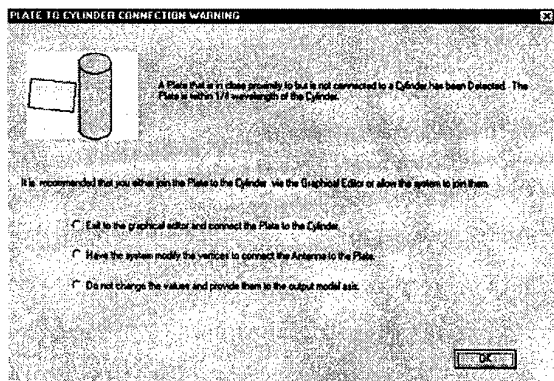 PLATE TO CYLINDER CONNECTION WARNING
A Plate that is in close proximity to but is not connected to a Cylinder has been Detected. The
Plate is within 1/4 wavelength of the Cylinder.
It is recommended that you either join the Plate to the Cylinder via the Graphical Editor or allow the system to join them.
Exit to the graphical editor and connect the Plate to the Cylinder.
Have the system modify the vertices to connect the Antenna to the Plate.
Do not change the values and provide them to the output model asis.
OK